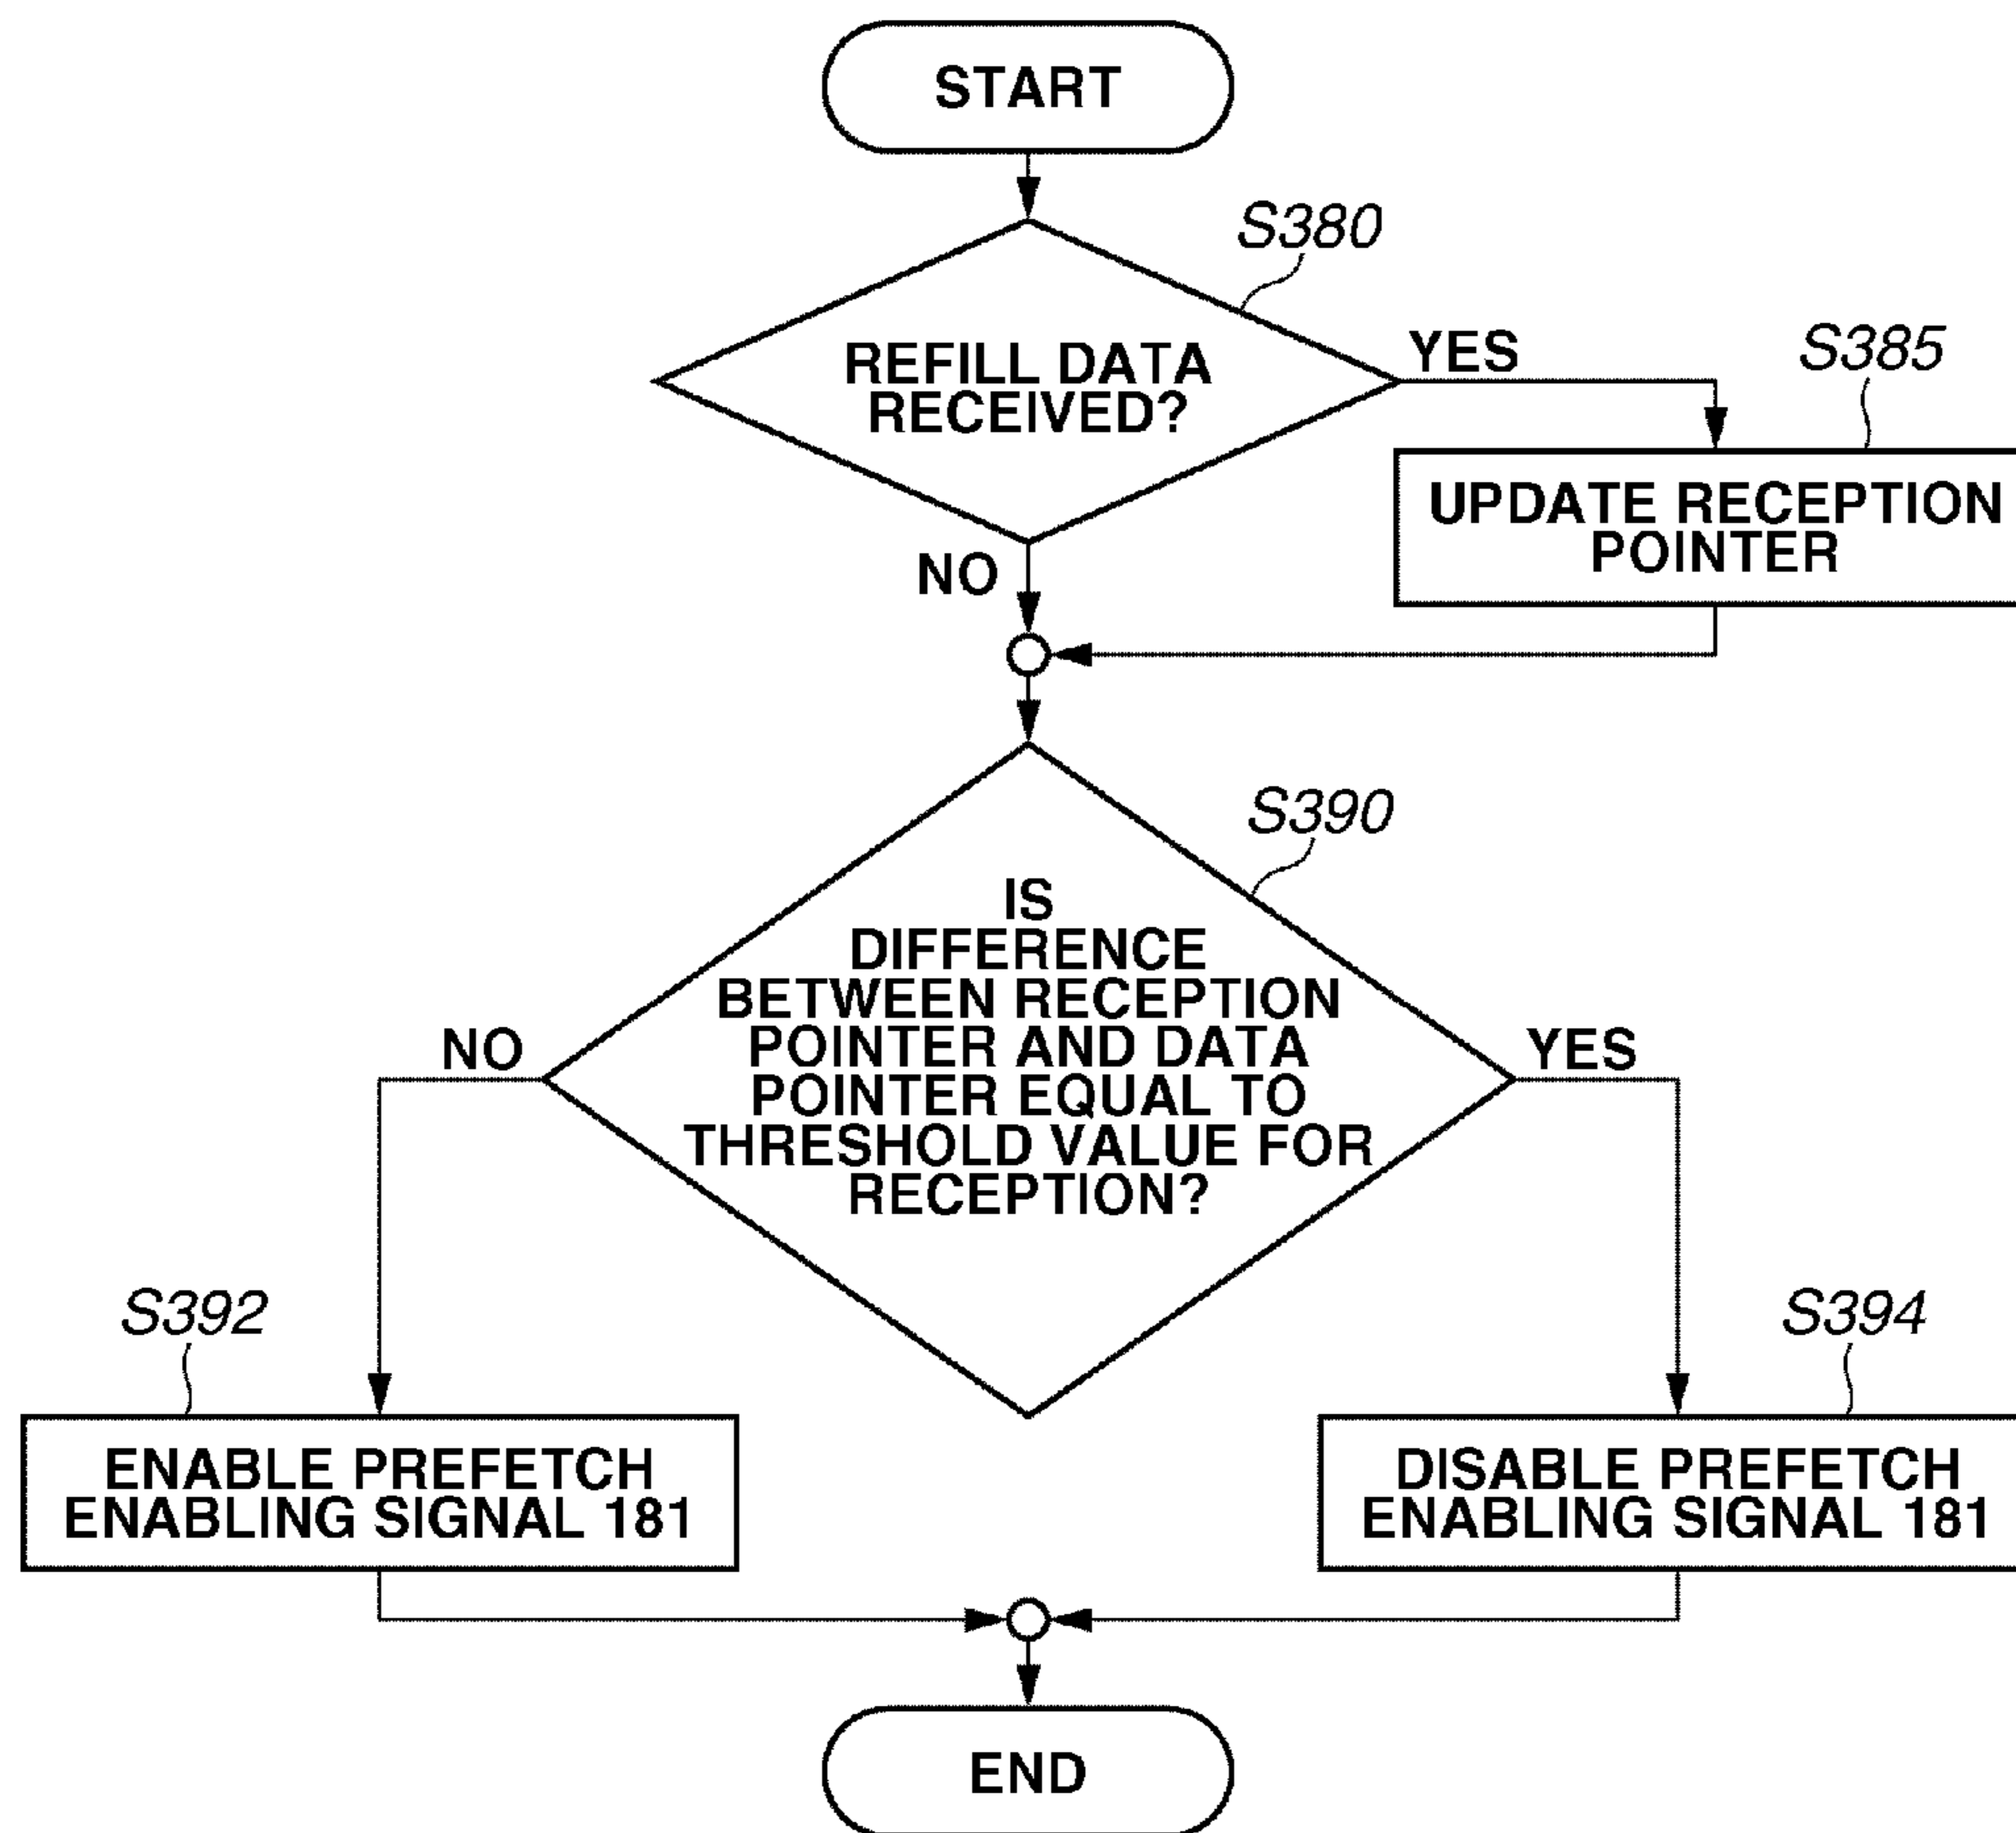 START
S380
REFILL DATA
RECEIVED?
YES
S385
UPDATE RECEPTION
POINTER
NO
S390
IS
DIFFERENCE
BETWEEN RECEPTION
POINTER AND DATA
POINTER EQUAL TO
THRESHOLD VALUE FOR
RECEPTION?
NO
YES
S392
S394
ENABLE PREFETCH
ENABLING SIGNAL 181
DISABLE PREFETCH
ENABLING SIGNAL 181
END